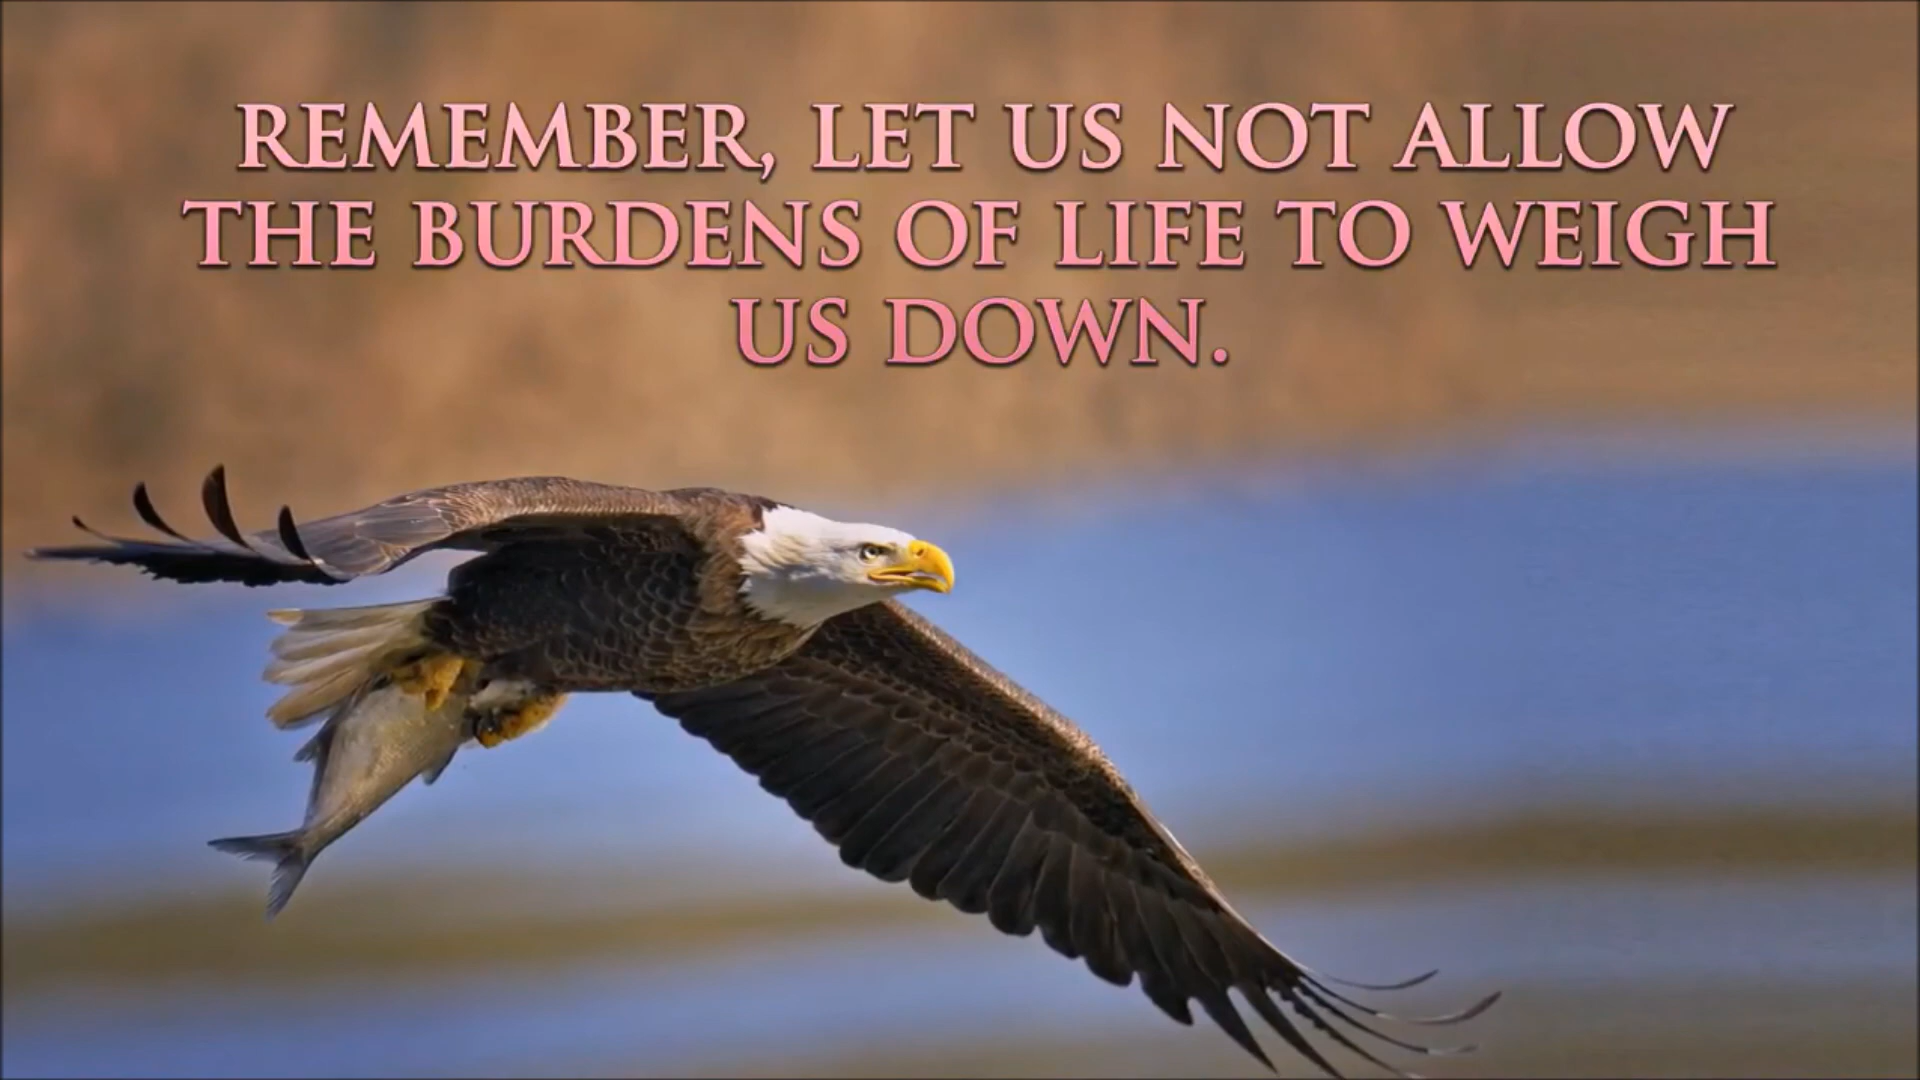 REMEMBER, LET US NOT ALLOW
THE BURDENS OF LIFE TO WEIGH
US DOWN.